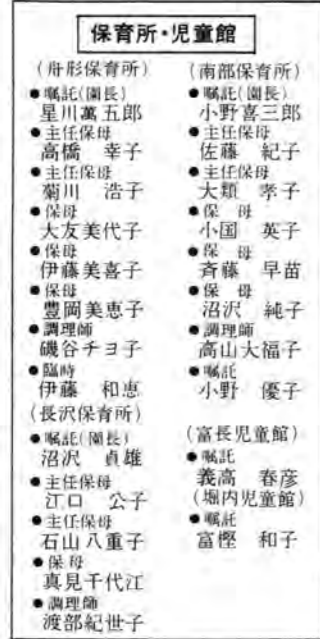 保育所・児童館
(舟形保育所)
●嘱託(園長)
星川萬五郎
●主任保母
高橋 幸子
●主任保母
菊川 浩子
●保母
大友美代子
●保母
伊藤美喜子
●保母
豊岡美恵子
●調理師
磯谷チヨ子
●臨時
伊藤 和恵
(長沢保育所)
●嘱託(園長)
沼沢 貞雄
●主任保母
江口 公子
●主任保母
石山八重子
●保母
真見千代江
●調理師
渡部紀世子
(南部保育所)
●嘱託(園長)
小野喜三郎
●主任保母
佐藤 紀子
●主任保母
大類 孝子
●保 母
小国 英子
●保 母
斉藤 早苗
●保 母
沼沢 純子
●調理師
高山大福子
●嘱託
小野 優子
(富長児童館)
●嘱託
義高 春彦
(堀内児童館)
●嘱託
富樫 和子